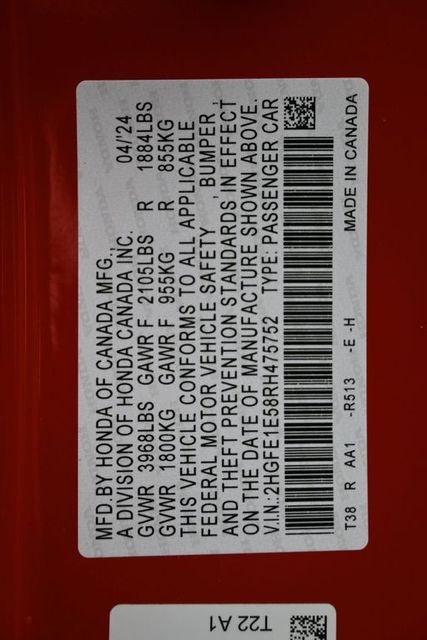 MFD. BY HONDA OF CANADA MFG., 04/'24
A DIVISION OF HONDA CANADA INC.
GVWR 3968LBS GAWR F 2105LBS R 1884LBS
GVWR 1800KG GAWR F 955KG R 855KG
THIS VEHICLE CONFORMS TO ALL APPLICABLE
FEDERAL MOTOR VEHICLE SAFETY , BUMPER ,
AND THEFT PREVENTION STANDARDS IN EFFECT
ON THE DATE OF MANUFACTURE SHOWN ABOVE.
V.I.N.:2HGFE1E58RH475752 TYPE: PASSENGER CAR
T38 R AA1 -R513 -E -H MADE IN CANADA
T22 A1